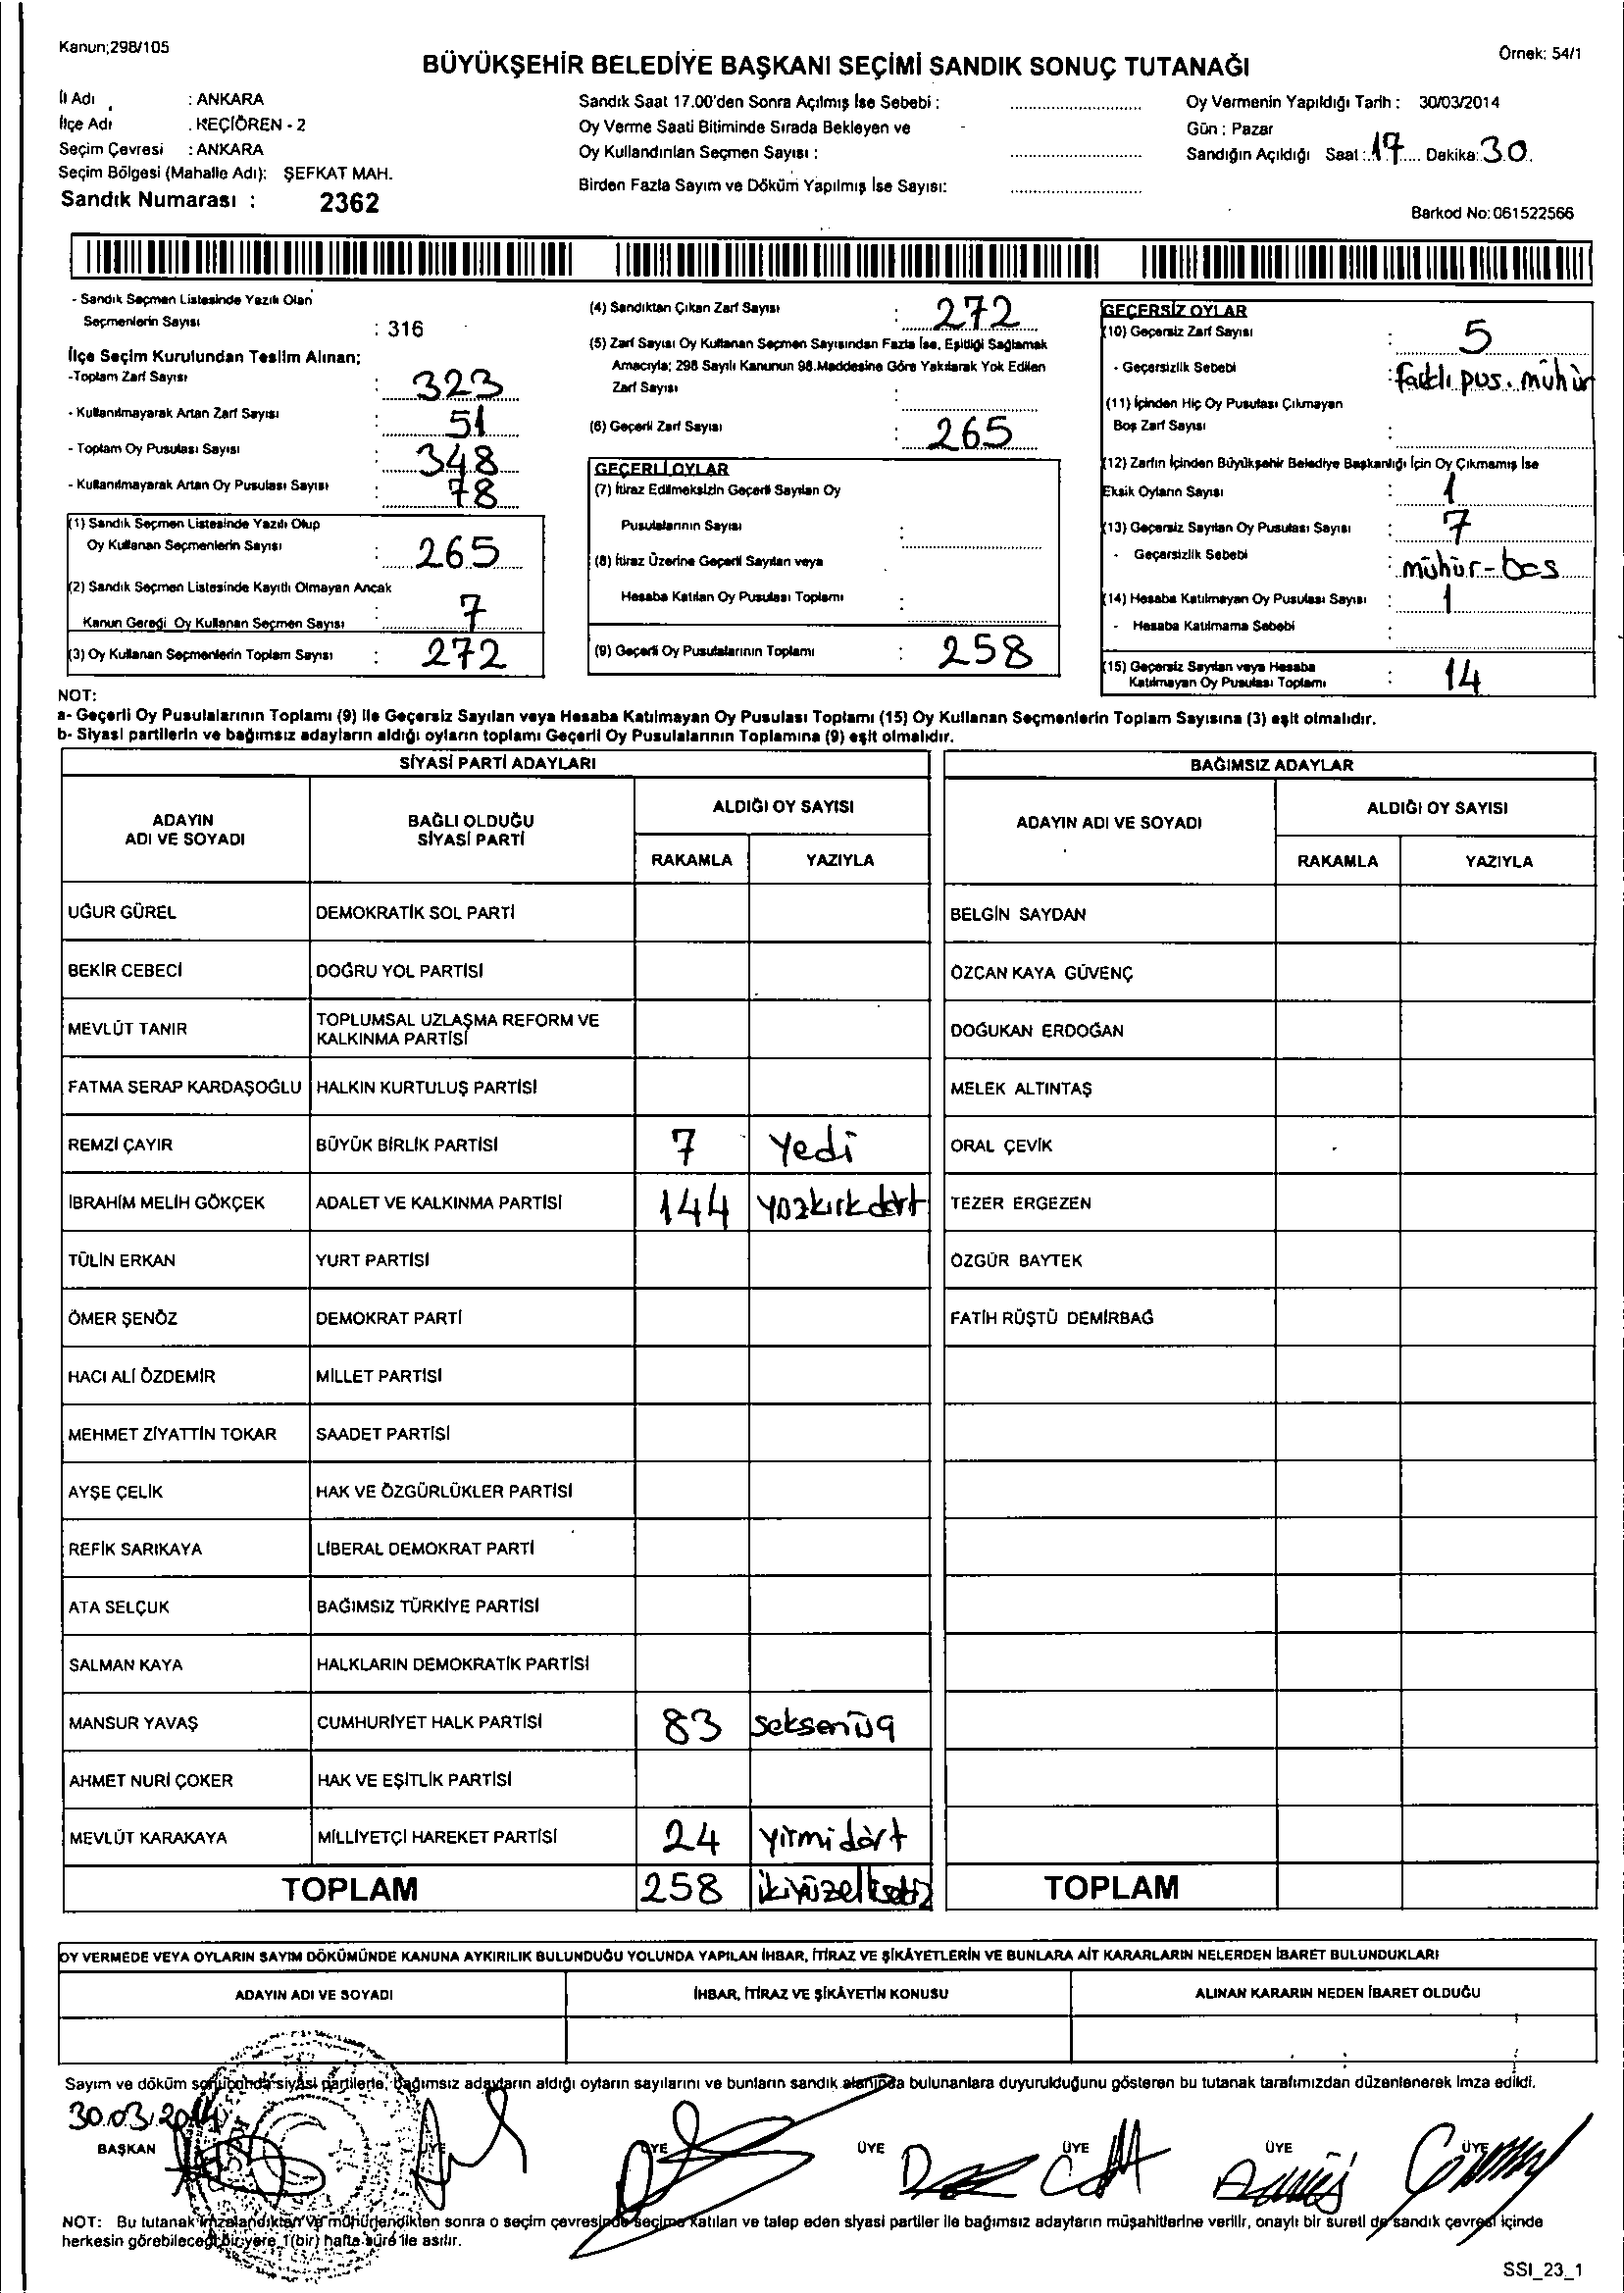 Kanun;298/105
Örnek: 54/1
BÜYÜKŞEHİR BELEDİYE BAŞKANI SEÇİMİ SANDIK SONUÇ TUTANAĞI
İl Adı : ANKARA
İlçe Adı : KEÇİÖREN - 2
Seçim Çevresi : ANKARA
Seçim Bölgesi (Mahalle Adı): ŞEFKAT MAH.
Sandık Numarası : 2362
Sandık Saat 17.00'den Sonra Açılmış İse Sebebi :
Oy Verme Saati Bitiminde Sırada Bekleyen ve
Oy Kullandırılan Seçmen Sayısı :
Birden Fazla Sayım ve Döküm Yapılmış İse Sayısı:
Oy Vermenin Yapıldığı Tarih : 30/03/2014
Gün : Pazar
Sandığın Açıldığı Saat : 17 Dakika: 30
Barkod No: 061522566
- Sandık Seçmen Listesinde Yazılı Olan
Seçmenlerin Sayısı : 316
İlçe Seçim Kurulundan Teslim Alınan;
-Toplam Zarf Sayısı : 323
- Kullanılmayarak Artan Zarf Sayısı : 51
- Toplam Oy Pusulası Sayısı : 348
- Kullanılmayarak Artan Oy Pusulası Sayısı 78
(1) Sandık Seçmen Listesinde Yazılı Olup
Oy Kullanan Seçmenlerin Sayısı : 265
(2) Sandık Seçmen Listesinde Kayıtlı Olmayan Ancak
Kanun Gereği Oy Kullanan Seçmen Sayısı : 7
(3) Oy Kullanan Seçmenlerin Toplam Sayısı : 272
(4) Sandıktan Çıkan Zarf Sayısı : 272
(5) Zarf Sayısı Oy Kullanan Seçmen Sayısından Fazla İse, Eşitliği Sağlamak
Amacıyla; 298 Sayılı Kanunun 98.Maddesine Göre Yakılarak Yok Edilen
Zarf Sayısı :
(6) Geçerli Zarf Sayısı : 265
GEÇERLİ OYLAR
(7) İtiraz Edilmeksizin Geçerli Sayılan Oy
Pusulalarının Sayısı :
(8) İtiraz Üzerine Geçerli Sayılan veya
Hesaba Katılan Oy Pusulası Toplamı :
(9) Geçerli Oy Pusulalarının Toplamı : 258
GEÇERSİZ OYLAR
(10) Geçersiz Zarf Sayısı : 5
- Geçersizlik Sebebi : farklı pus. mühür
(11) İçinden Hiç Oy Pusulası Çıkmayan
Boş Zarf Sayısı :
(12) Zarfın İçinden Büyükşehir Belediye Başkanlığı İçin Oy Çıkmamış İse
Eksik Oyların Sayısı : 1
(13) Geçersiz Sayılan Oy Pusulası Sayısı : 7
- Geçersizlik Sebebi : mühür-bos
(14) Hesaba Katılmayan Oy Pusulası Sayısı : 1
- Hesaba Katılmama Sebebi :
(15) Geçersiz Sayılan veya Hesaba
Katılmayan Oy Pusulası Toplamı : 14
NOT:
a- Geçerli Oy Pusulalarının Toplamı (9) ile Geçersiz Sayılan veya Hesaba Katılmayan Oy Pusulası Toplamı (15) Oy Kullanan Seçmenlerin Toplam Sayısına (3) eşit olmalıdır.
b- Siyasi partilerin ve bağımsız adayların aldığı oyların toplamı Geçerli Oy Pusulalarının Toplamına (9) eşit olmalıdır.
SİYASİ PARTİ ADAYLARI
ADAYIN
ADI VE SOYADI
BAĞLI OLDUĞU
SİYASİ PARTİ
ALDIĞI OY SAYISI
RAKAMLA YAZIYLA
UĞUR GÜREL DEMOKRATİK SOL PARTİ
BEKİR CEBECİ DOĞRU YOL PARTİSİ
MEVLÜT TANIR TOPLUMSAL UZLAŞMA REFORM VE
KALKINMA PARTİSİ
FATMA SERAP KARDAŞOĞLU HALKIN KURTULUŞ PARTİSİ
REMZİ ÇAYIR BÜYÜK BİRLİK PARTİSİ 7 Yedi
İBRAHİM MELİH GÖKÇEK ADALET VE KALKINMA PARTİSİ 144 yüzkırkdört
TÜLİN ERKAN YURT PARTİSİ
ÖMER ŞENÖZ DEMOKRAT PARTİ
HACI ALİ ÖZDEMİR MİLLET PARTİSİ
MEHMET ZİYATTİN TOKAR SAADET PARTİSİ
AYŞE ÇELİK HAK VE ÖZGÜRLÜKLER PARTİSİ
REFİK SARIKAYA LİBERAL DEMOKRAT PARTİ
ATA SELÇUK BAĞIMSIZ TÜRKİYE PARTİSİ
SALMAN KAYA HALKLARIN DEMOKRATİK PARTİSİ
MANSUR YAVAŞ CUMHURİYET HALK PARTİSİ 83 seksenüç
AHMET NURİ ÇOKER HAK VE EŞİTLİK PARTİSİ
MEVLÜT KARAKAYA MİLLİYETÇİ HAREKET PARTİSİ 24 yirmidört
TOPLAM 258
BAĞIMSIZ ADAYLAR
ADAYIN ADI VE SOYADI
ALDIĞI OY SAYISI
RAKAMLA YAZIYLA
BELGİN SAYDAN
ÖZCAN KAYA GÜVENÇ
DOĞUKAN ERDOĞAN
MELEK ALTINTAŞ
ORAL ÇEVİK
TEZER ERGEZEN
ÖZGÜR BAYTEK
FATİH RÜŞTÜ DEMİRBAĞ
TOPLAM
OY VERMEDE VEYA OYLARIN SAYIM DÖKÜMÜNDE KANUNA AYKIRILIK BULUNDUĞU YOLUNDA YAPILAN İHBAR, İTİRAZ VE ŞİKÂYETLERİN VE BUNLARA AİT KARARLARIN NELERDEN İBARET BULUNDUKLARI
ADAYIN ADI VE SOYADI
İHBAR, İTİRAZ VE ŞİKÂYETİN KONUSU
ALINAN KARARIN NEDEN İBARET OLDUĞU
Sayım ve döküm sonucunda siyasi partilerle, bağımsız adayların aldığı oyların sayılarını ve bunların sandık alanında bulunanlara duyurulduğunu gösteren bu tutanak tarafımızdan düzenlenerek imza edildi.
30.03.2014
BAŞKAN ÜYE ÜYE ÜYE ÜYE ÜYE ÜYE
NOT: Bu tutanak imzalandıktan ve mühürlendikten sonra o seçim çevresinde seçime katılan ve talep eden siyasi partiler ile bağımsız adayların müşahitlerine verilir, onaylı bir sureti de sandık çevresi içinde
herkesin görebileceği bir yere 1(bir) hafta süre ile asılır.
SSI_23_1